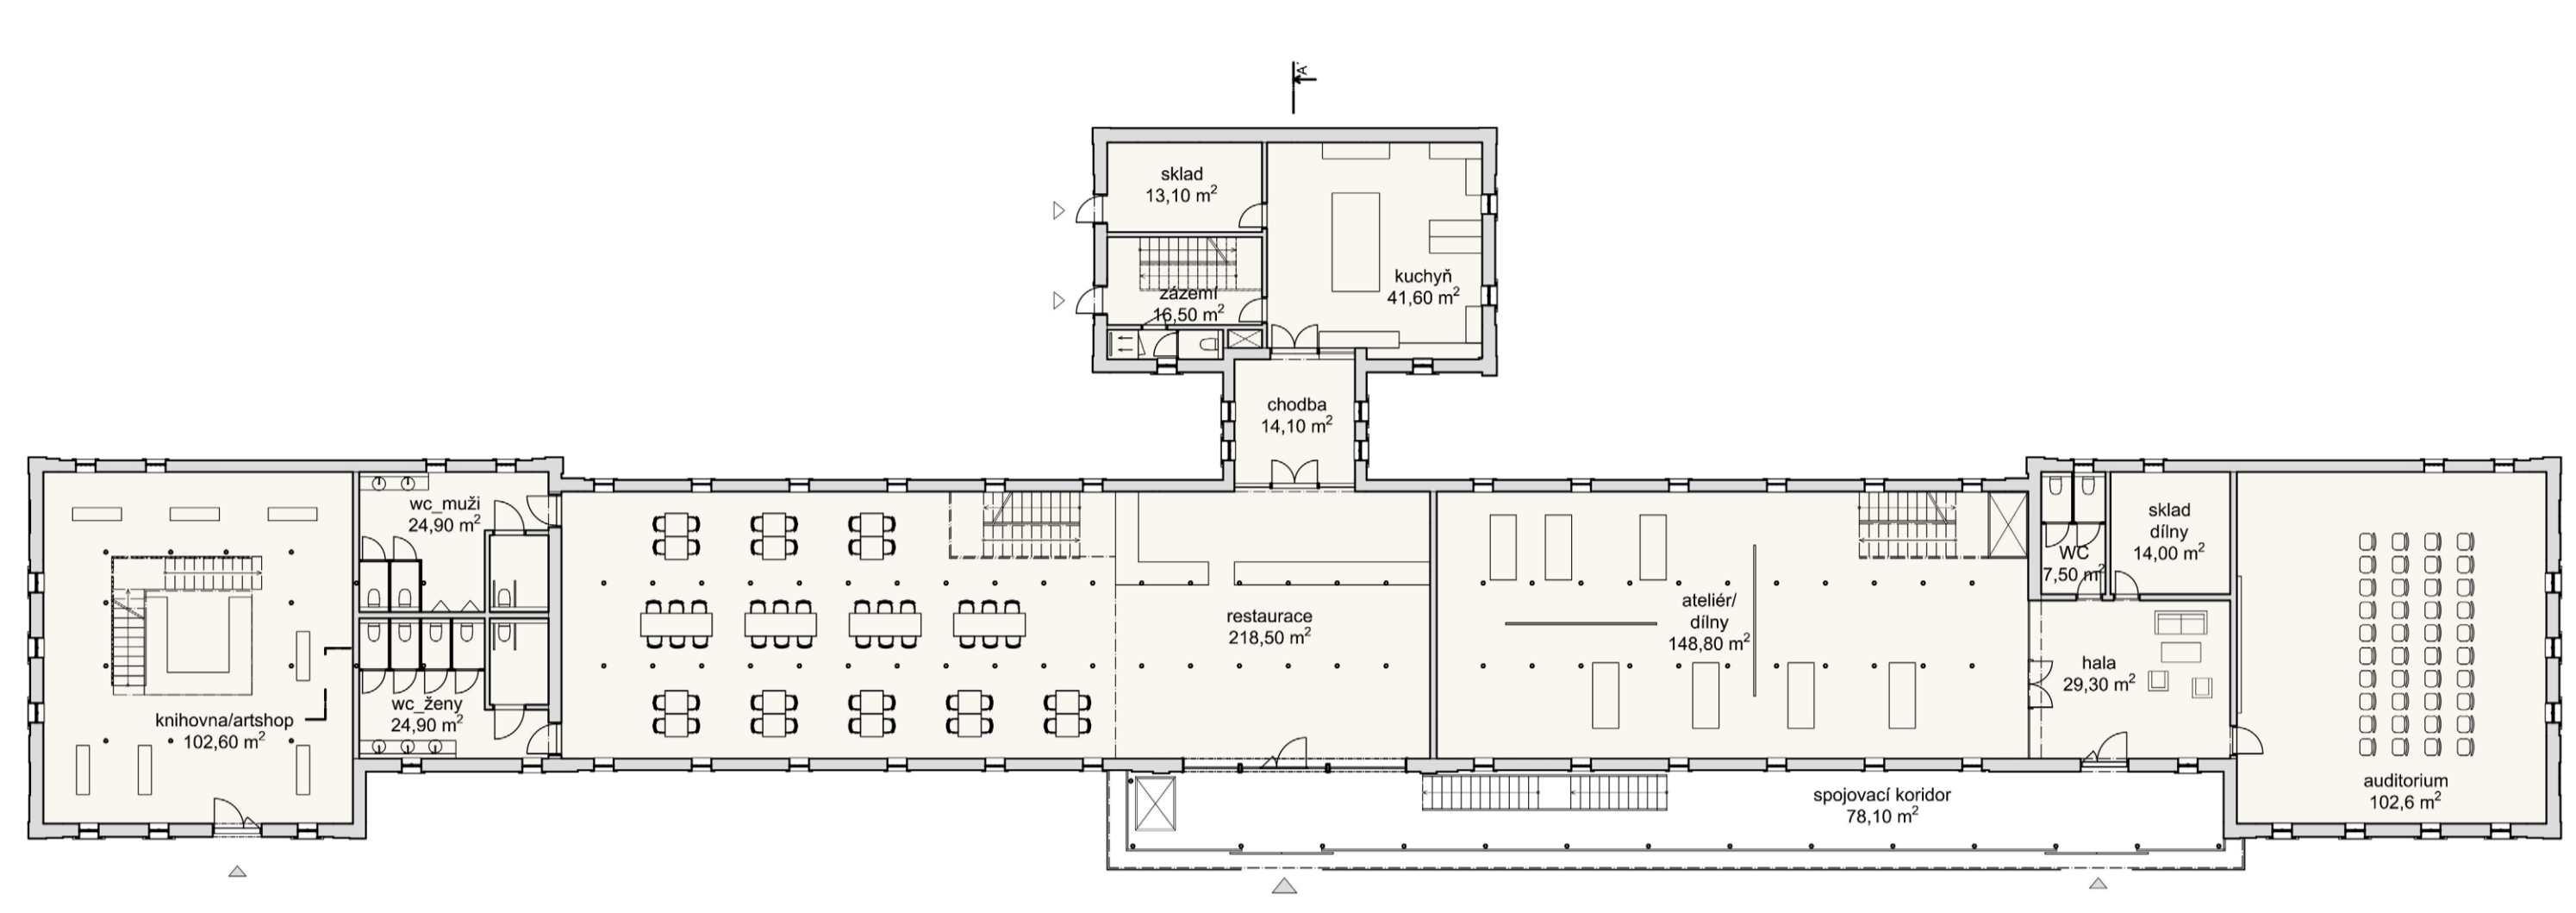 A'
sklad
13,10 m²
zázemí
16,50 m²
kuchyň
41,60 m²
chodba
14,10 m²
wc_muži
24,90 m²
wc_ženy
24,90 m²
knihovna/artshop
102,60 m²
restaurace
218,50 m²
ateliér/
dílny
148,80 m²
WC
7,50 m²
sklad
dílny
14,00 m²
hala
29,30 m²
auditorium
102,6 m²
spojovací koridor
78,10 m²